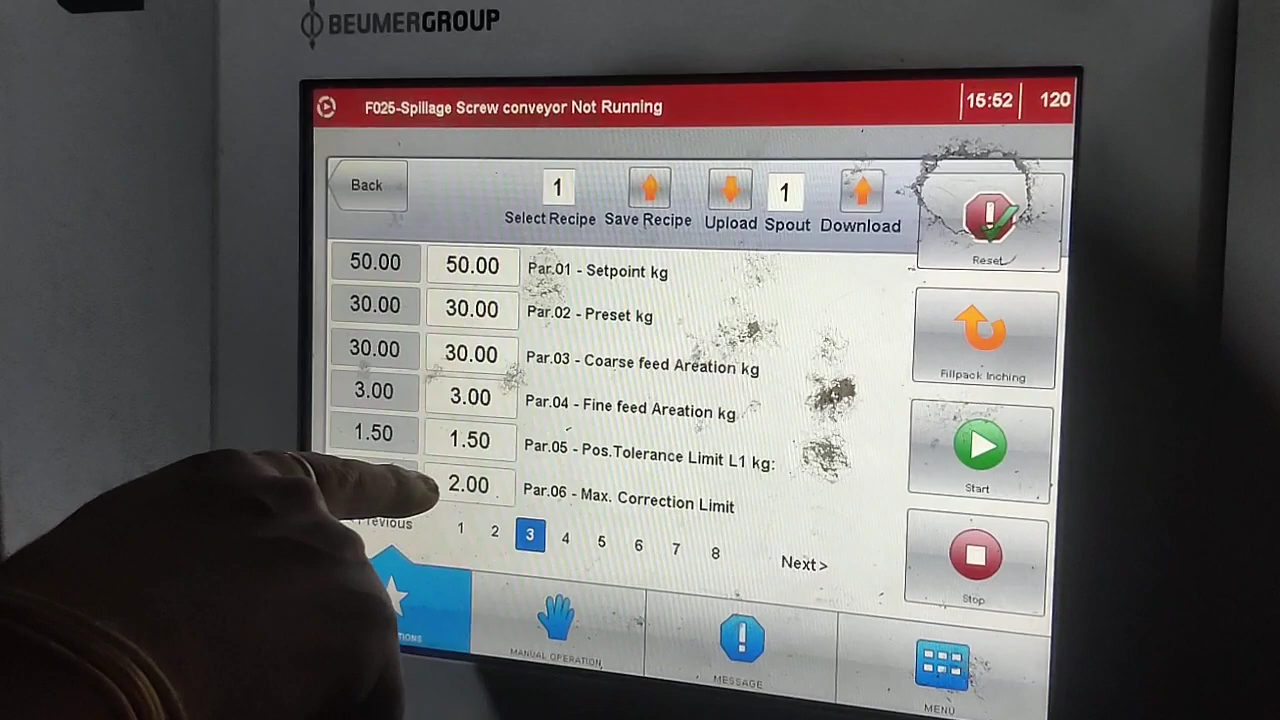 BEUMERGROUP
F025-Spillage Screw conveyor Not Running 15:52 120
Back
1 Select Recipe
Save Recipe
Upload
1 Spout
Download
Reset
50.00 50.00 Par.01 - Setpoint kg
30.00 30.00 Par.02 - Preset kg
30.00 30.00 Par.03 - Coarse feed Areation kg
3.00 3.00 Par.04 - Fine feed Areation kg
1.50 1.50 Par.05 - Pos.Tolerance Limit L1 kg:
2.00 Par.06 - Max. Correction Limit
Fillpack Inching
Start
Stop
Previous 1 2 3 4 5 6 7 8 Next>
MANUAL OPERATION
MESSAGE
MENU